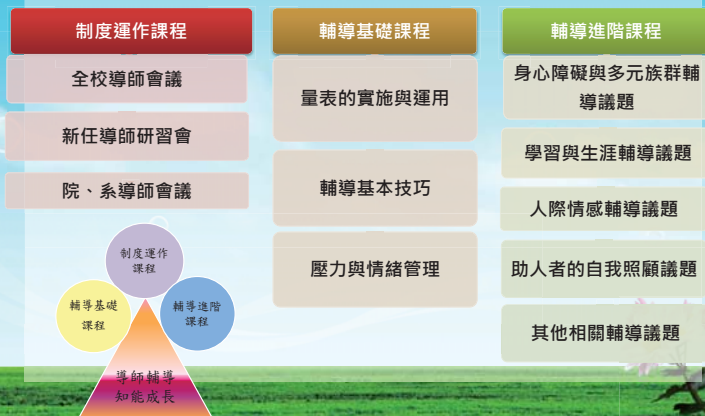 制度運作課程
全校導師會議
新任導師研習會
院、系導師會議
輔導基礎課程
量表的實施與運用
輔導基本技巧
壓力與情緒管理
輔導進階課程
身心障礙與多元族群輔
導議題
學習與生涯輔導議題
人際情感輔導議題
助人者的自我照顧議題
其他相關輔導議題
制度運作
課程
輔導基礎
課程
輔導進階
課程
導師輔導
知能成長